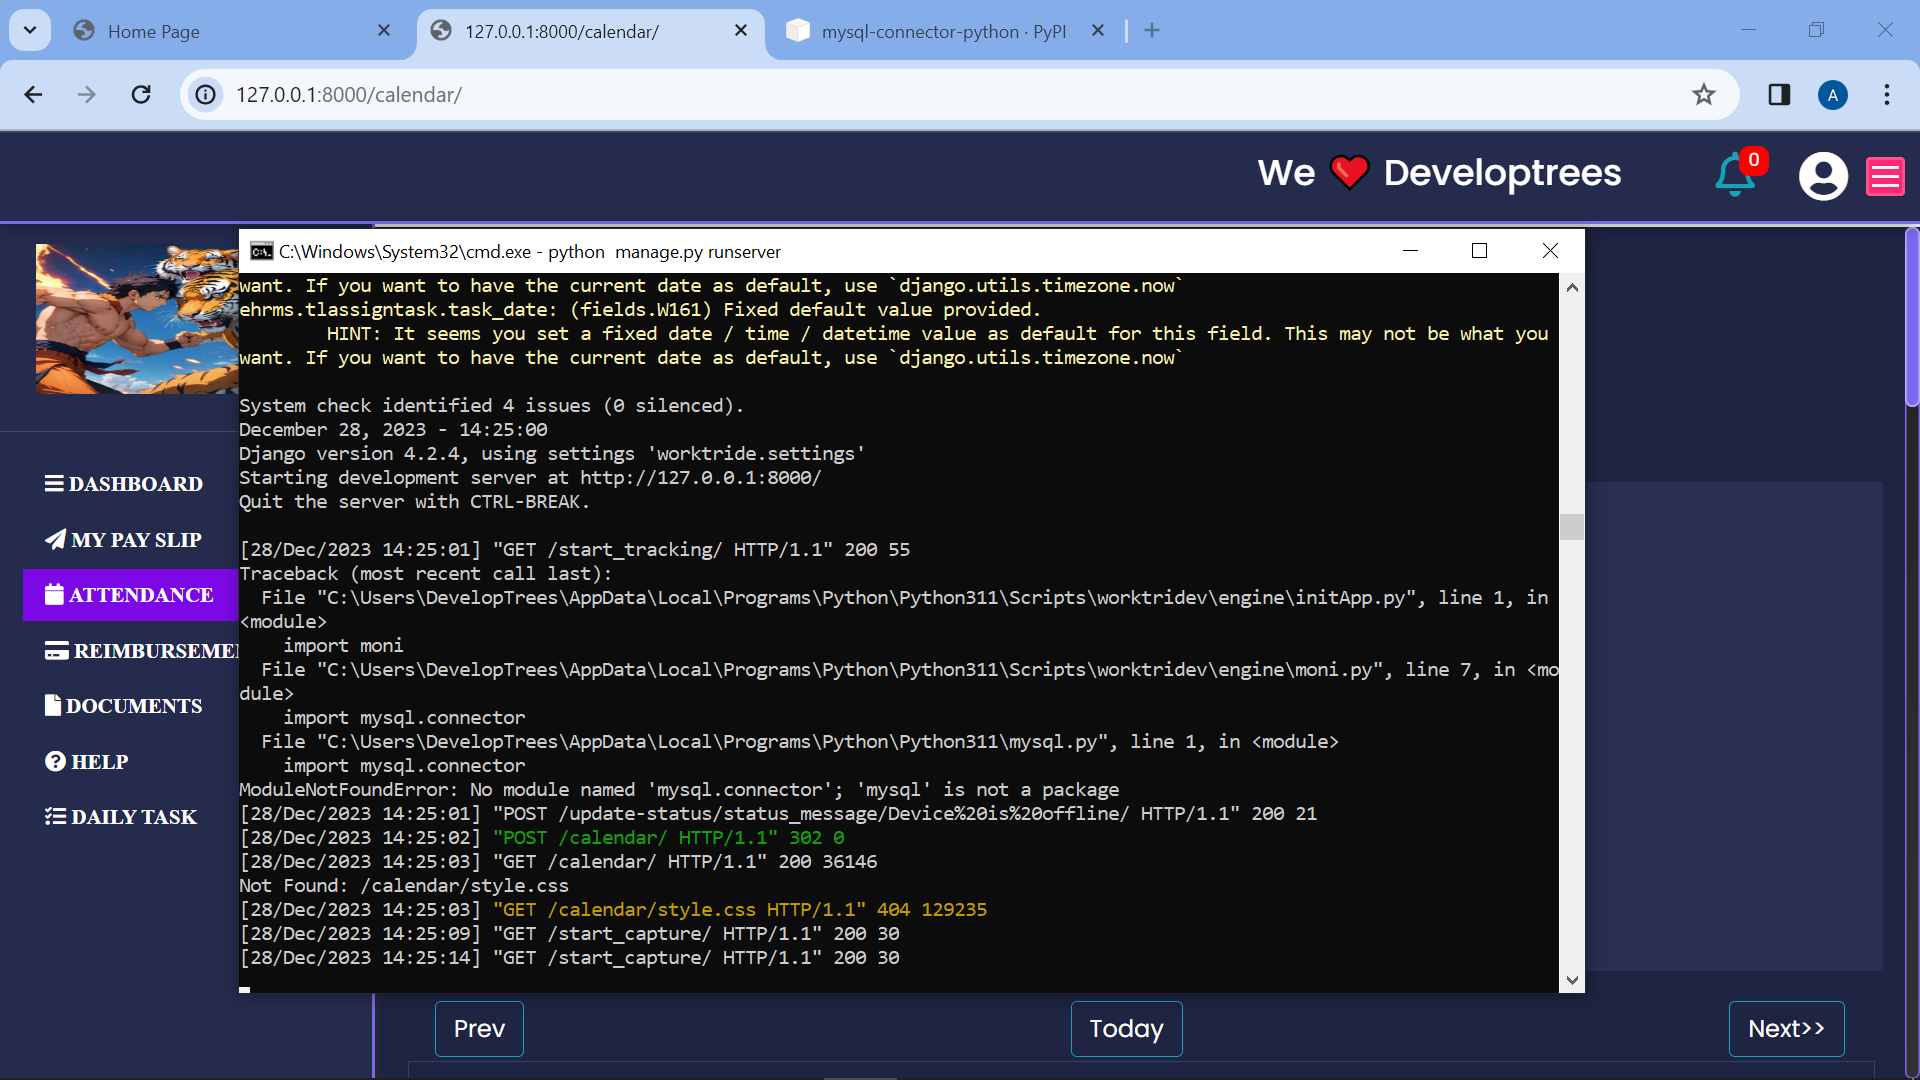 Home Page
127.0.0.1:8000/calendar/
mysql-connector-python · PyPI
127.0.0.1:8000/calendar/
A
We ❤️ Developtrees
0
C:\Windows\System32\cmd.exe - python  manage.py runserver
want. If you want to have the current date as default, use `django.utils.timezone.now`
ehrms.tlassigntask.task_date: (fields.W161) Fixed default value provided.
        HINT: It seems you set a fixed date / time / datetime value as default for this field. This may not be what you
want. If you want to have the current date as default, use `django.utils.timezone.now`
System check identified 4 issues (0 silenced).
December 28, 2023 - 14:25:00
Django version 4.2.4, using settings 'worktride.settings'
Starting development server at http://127.0.0.1:8000/
Quit the server with CTRL-BREAK.
[28/Dec/2023 14:25:01] "GET /start_tracking/ HTTP/1.1" 200 55
Traceback (most recent call last):
  File "C:\Users\DevelopTrees\AppData\Local\Programs\Python\Python311\Scripts\worktridev\engine\initApp.py", line 1, in
<module>
    import moni
  File "C:\Users\DevelopTrees\AppData\Local\Programs\Python\Python311\Scripts\worktridev\engine\moni.py", line 7, in <mo
dule>
    import mysql.connector
  File "C:\Users\DevelopTrees\AppData\Local\Programs\Python\Python311\mysql.py", line 1, in <module>
    import mysql.connector
ModuleNotFoundError: No module named 'mysql.connector'; 'mysql' is not a package
[28/Dec/2023 14:25:01] "POST /update-status/status_message/Device%20is%20offline/ HTTP/1.1" 200 21
[28/Dec/2023 14:25:02] "POST /calendar/ HTTP/1.1" 302 0
[28/Dec/2023 14:25:03] "GET /calendar/ HTTP/1.1" 200 36146
Not Found: /calendar/style.css
[28/Dec/2023 14:25:03] "GET /calendar/style.css HTTP/1.1" 404 129235
[28/Dec/2023 14:25:09] "GET /start_capture/ HTTP/1.1" 200 30
[28/Dec/2023 14:25:14] "GET /start_capture/ HTTP/1.1" 200 30
DASHBOARD
MY PAY SLIP
ATTENDANCE
REIMBURSEME
DOCUMENTS
HELP
DAILY TASK
Prev
Today
Next>>